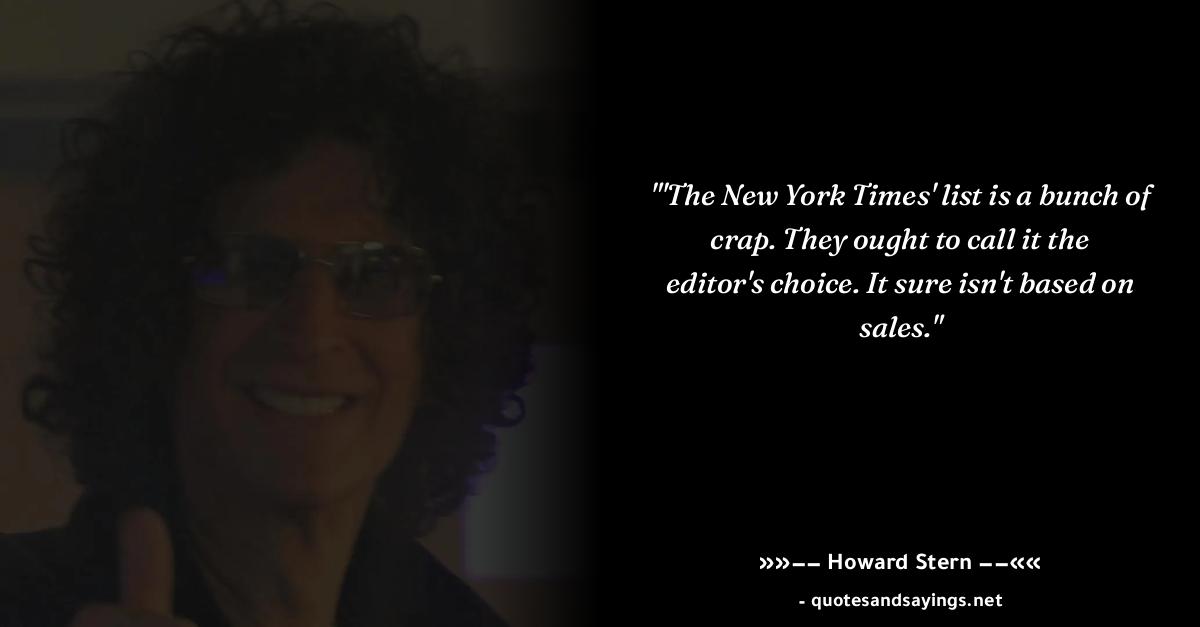 "'The New York Times' list is a bunch of
crap. They ought to call it the
editor's choice. It sure isn't based on
sales."
»»−− Howard Stern −−««
- quotesandsayings.net